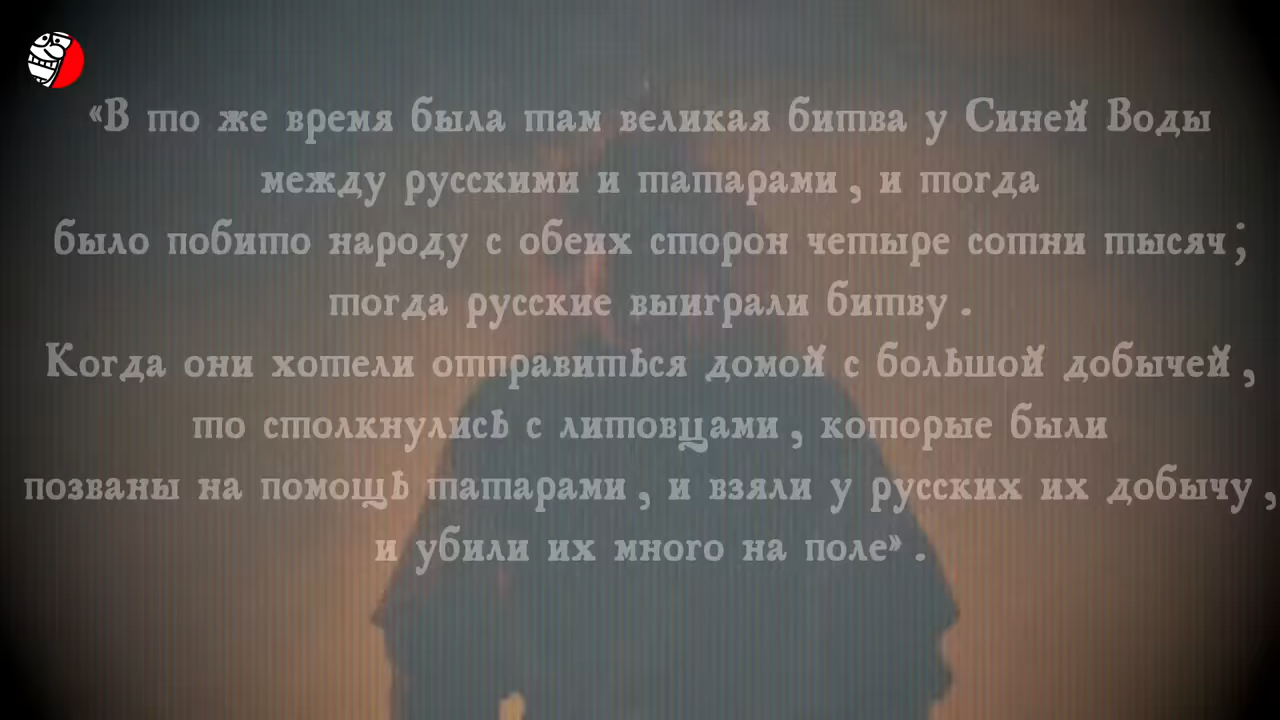 «В то же время была там великая битва у Синей Воды
между русскими и татарами, и тогда
было побито народу с обеих сторон четыре сотни тысяч;
тогда русские выиграли битву.
Когда они хотели отправиться домой с большой добычей,
то столкнулись с литовцами, которые были
позваны на помощь татарами, и взяли у русских их добычу,
и убили их много на поле».